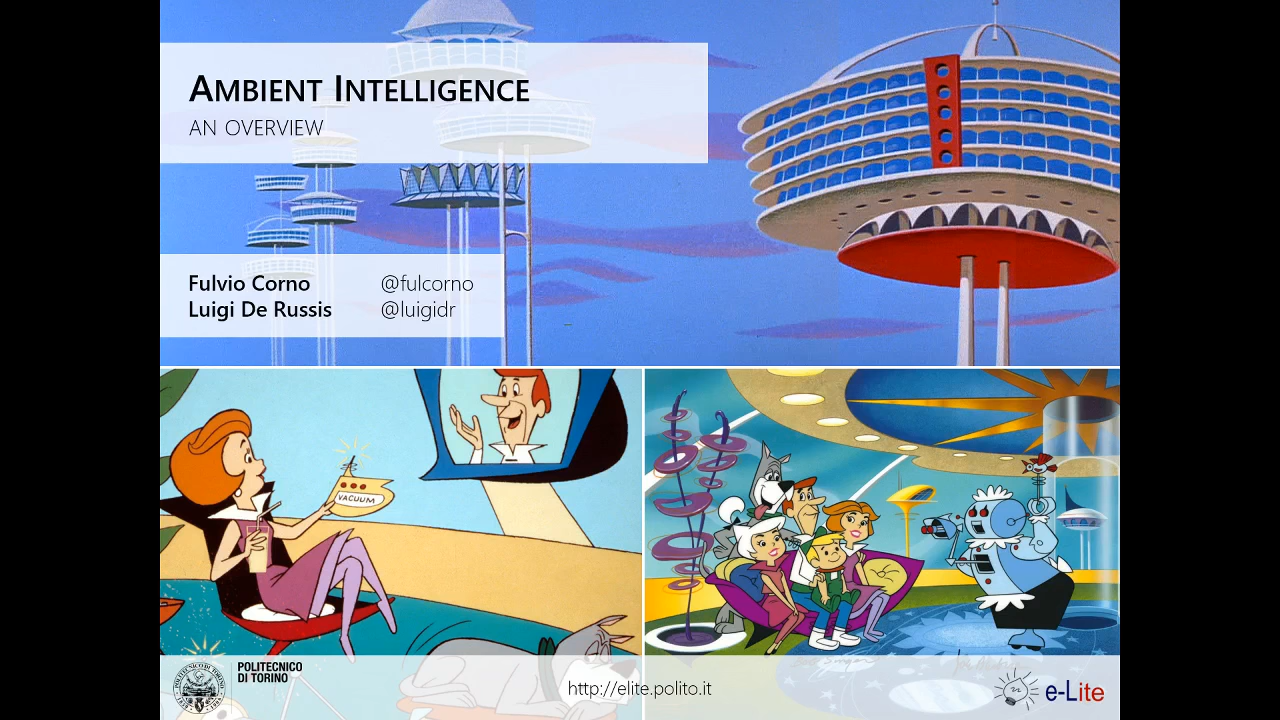 AMBIENT INTELLIGENCE
AN OVERVIEW
Fulvio Corno @fulcorno
Luigi De Russis @luigidr
VACUUM
POLITECNICO
DI TORINO
http://elite.polito.it
e-Lite